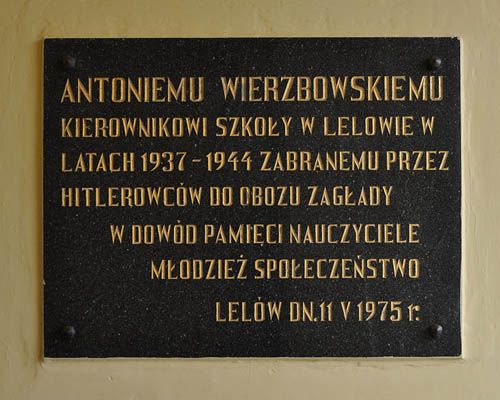 ANTONIEMU WIERZBOWSKIEMU
KIEROWNIKOWI SZKOŁY W LELOWIE W
LATACH 1937-1944 ZABRANEMU PRZEZ
HITLEROWCÓW DO OBOZU ZAGŁADY
W DOWÓD PAMIĘCI NAUCZYCIELE
MŁODZIEŻ SPOŁECZEŃSTWO
LELÓW DN. 11 V 1975 r.